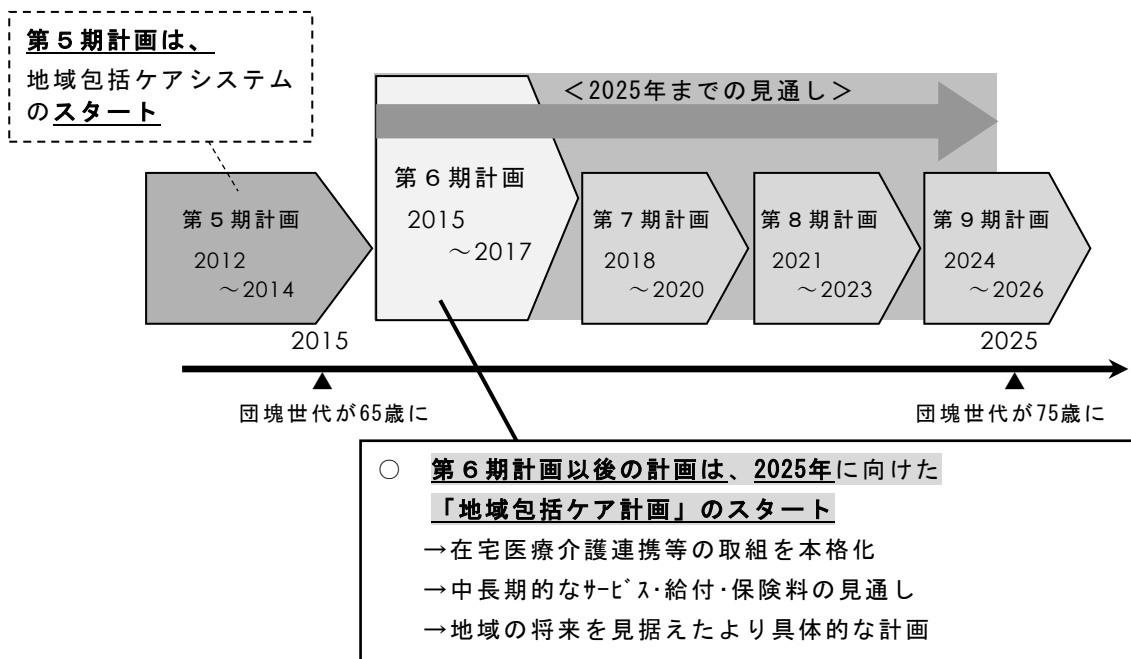 第５期計画は、
地域包括ケアシステム
のスタート
＜2025年までの見通し＞
第５期計画
2012
～2014
第６期計画
2015
～2017
第７期計画
2018
～2020
第８期計画
2021
～2023
第９期計画
2024
～2026
2015
2025
▲
▲
団塊世代が65歳に
団塊世代が75歳に
○ 第６期計画以後の計画は、2025年に向けた
「地域包括ケア計画」のスタート
→在宅医療介護連携等の取組を本格化
→中長期的なｻｰﾋﾞｽ･給付･保険料の見通し
→地域の将来を見据えたより具体的な計画